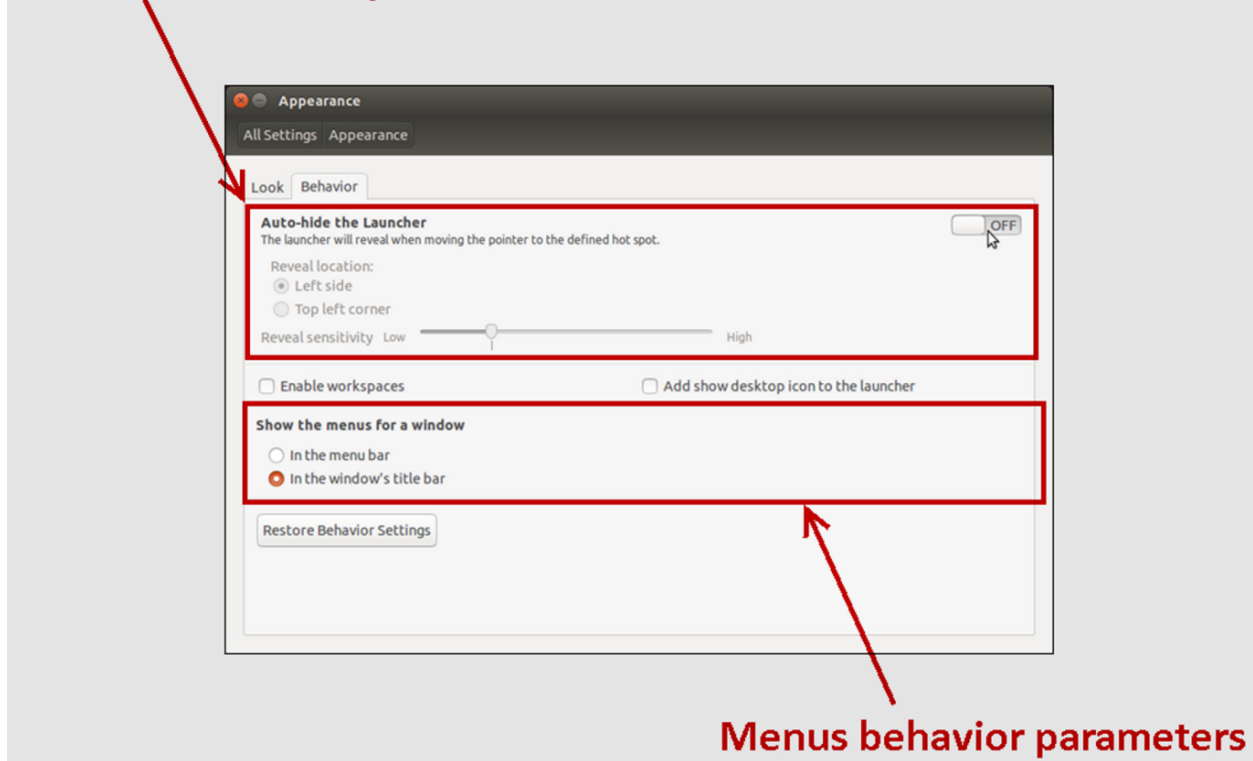 Appearance
All Settings Appearance
Look Behavior
Auto-hide the Launcher
OFF
The launcher will reveal when moving the pointer to the defined hot spot.
Reveal location:
Left side
Top left corner
Reveal sensitivity Low High
Enable workspaces Add show desktop icon to the launcher
Show the menus for a window
In the menu bar
In the window's title bar
Restore Behavior Settings
Menus behavior parameters